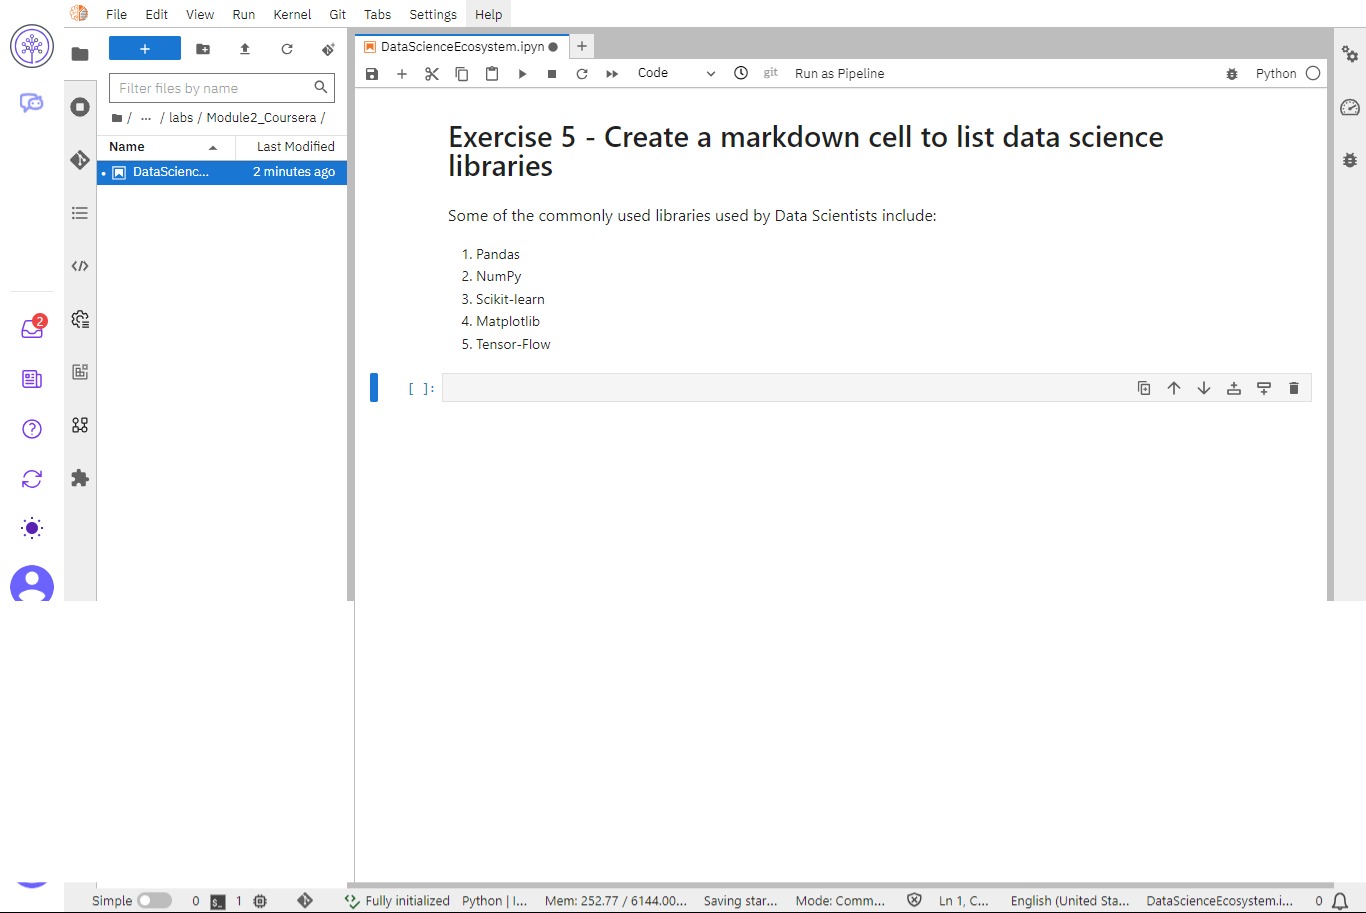 File Edit View Run Kernel Git Tabs Settings Help
DataScienceEcosystem.ipyn
Code git Run as Pipeline Python
Filter files by name
/ ... / labs / Module2_Coursera /
Name Last Modified
DataScienc... 2 minutes ago
2
Exercise 5 - Create a markdown cell to list data science
libraries
Some of the commonly used libraries used by Data Scientists include:
1. Pandas
2. NumPy
3. Scikit-learn
4. Matplotlib
5. Tensor-Flow
[ ]:
Simple 0 $_ 1 Fully initialized Python | I... Mem: 252.77 / 6144.00... Saving star... Mode: Comm... Ln 1, C... English (United Sta... DataScienceEcosystem.i... 0